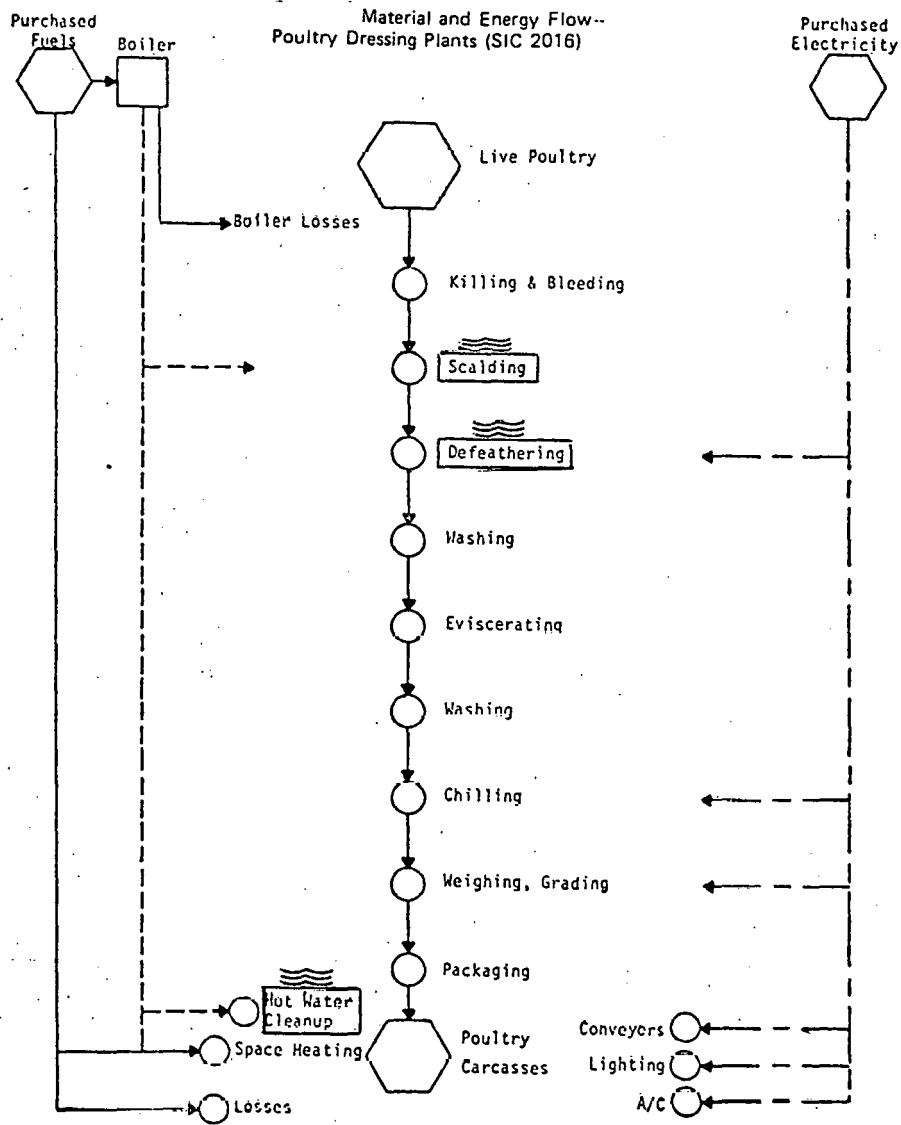 Material and Energy Flow--
Poultry Dressing Plants (SIC 2016)
Purchased
Fuels
Boiler
Purchased
Electricity
Live Poultry
Boiler Losses
Killing & Bleeding
Scalding
Defeathering
Washing
Eviscerating
Washing
Chilling
Weighing, Grading
Packaging
Hot Water
Cleanup
Space Heating
Losses
Poultry
Carcasses
Conveyers
Lighting
A/C